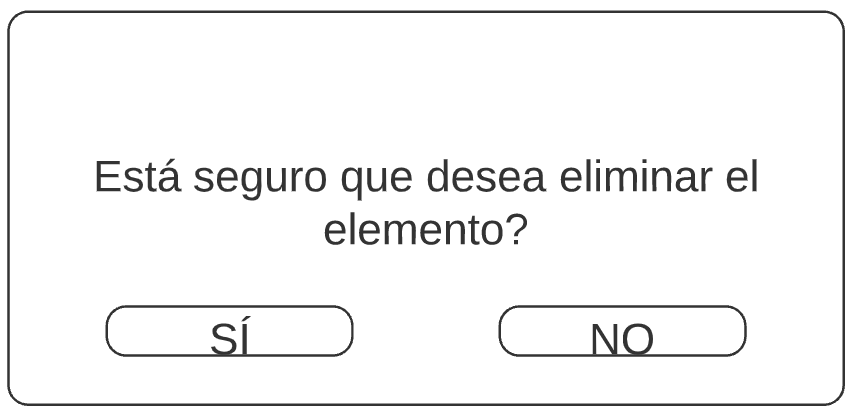 Está seguro que desea eliminar el
elemento?
SÍ
NO